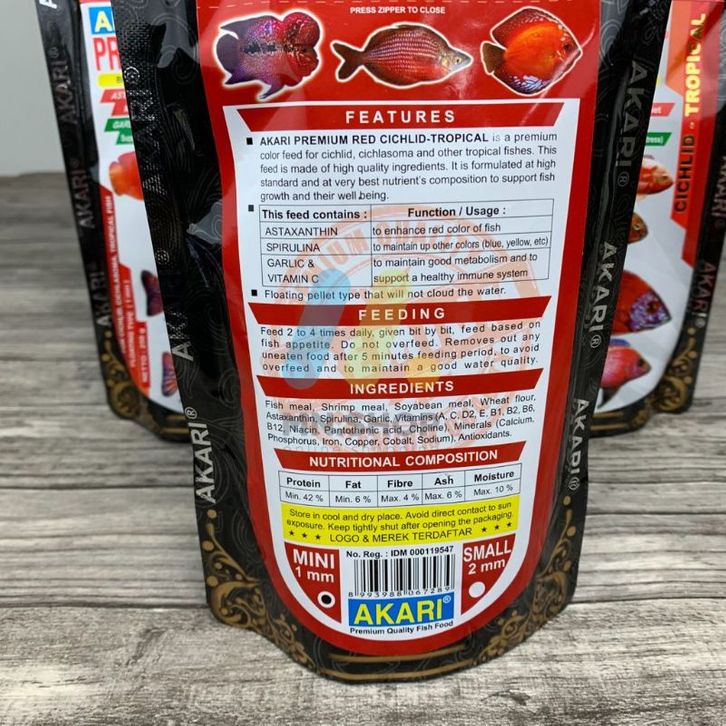 PRESS ZIPPER TO CLOSE
FEATURES
■ AKARI PREMIUM RED CICHLID-TROPICAL is a premium
color feed for cichlid, cichlasoma and other tropical fishes. This
feed is made of high quality ingredients. It is formulated at high
standard and at very best nutrient's composition to support fish
growth and their well being.
■ This feed contains : Function / Usage :
ASTAXANTHIN to enhance red color of fish
SPIRULINA to maintain up other colors (blue, yellow, etc)
GARLIC & to maintain good metabolism and to
VITAMIN C support a healthy immune system
■ Floating pellet type that will not cloud the water.
FEEDING
Feed 2 to 4 times daily, given bit by bit, feed based on
fish appetite. Do not overfeed. Removes out any
uneaten food after 5 minutes feeding period, to avoid
overfeed and to maintain a good water quality.
INGREDIENTS
Fish meal, Shrimp meal, Soyabean meal, Wheat flour,
Astaxanthin, Spirulina, Garlic, Vitamins (A, C, D2, E, B1, B2, B6,
B12, Niacin, Pantothenic acid, Choline), Minerals (Calcium,
Phosphorus, Iron, Copper, Cobalt, Sodium), Antioxidants.
NUTRITIONAL COMPOSITION
Protein Fat Fibre Ash Moisture
Min. 42 % Min. 6 % Max. 4 % Max. 6 % Max. 10 %
Store in cool and dry place. Avoid direct contact to sun
exposure. Keep tightly shut after opening the packaging.
★ ★ ★ LOGO & MEREK TERDAFTAR ★ ★ ★
MINI
1 mm
No. Reg. : IDM 000119547
SMALL
2 mm
8 993988 067289
AKARI®
Premium Quality Fish Food
AKARI®
AKARI®
AKARI®
AKARI®
AKARI®
CICHLID - TROPICAL